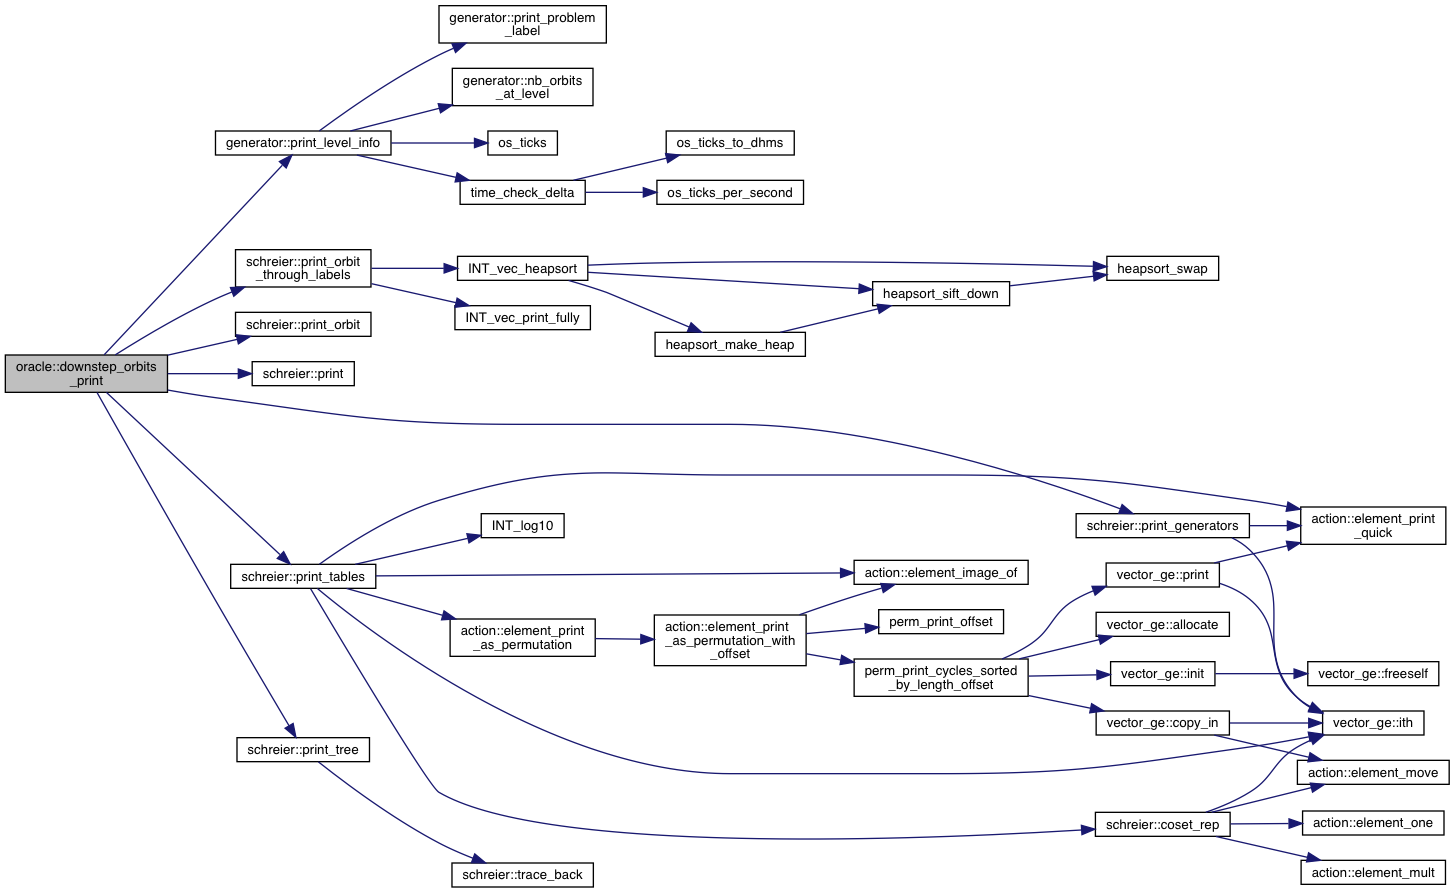 generator::print_problem
_label
generator::nb_orbits
_at_level
generator::print_level_info
os_ticks
os_ticks_to_dhms
time_check_delta
os_ticks_per_second
schreier::print_orbit
_through_labels
INT_vec_heapsort
heapsort_swap
heapsort_sift_down
INT_vec_print_fully
schreier::print_orbit
heapsort_make_heap
oracle::downstep_orbits
_print
schreier::print
schreier::print_generators
action::element_print
_quick
INT_log10
schreier::print_tables
action::element_image_of
vector_ge::print
action::element_print
_as_permutation
action::element_print
_as_permutation_with
_offset
perm_print_offset
vector_ge::allocate
perm_print_cycles_sorted
_by_length_offset
vector_ge::init
vector_ge::freeself
vector_ge::copy_in
vector_ge::ith
schreier::print_tree
action::element_move
schreier::coset_rep
action::element_one
schreier::trace_back
action::element_mult